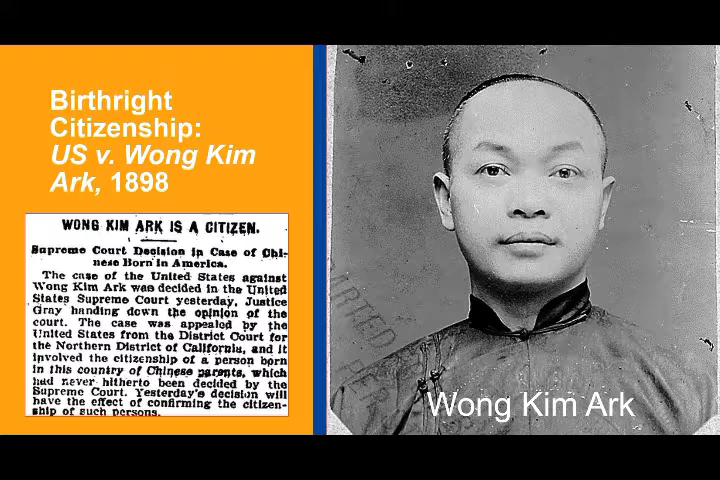 Birthright
Citizenship:
US v. Wong Kim
Ark, 1898
WONG KIM ARK IS A CITIZEN.
Supreme Court Decision in Case of Chi-
nese Born in America.
The case of the United States against
Wong Kim Ark was decided in the United
States Supreme Court yesterday, Justice
Gray handing down the opinion of the
court. The case was appealed by the
United States from the District Court for
the Northern District of California, and it
involved the citizenship of a person born
in this country of Chinese parents, which
had never hitherto been decided by the
Supreme Court. Yesterday's decision will
have the effect of confirming the citizen-
ship of such persons.
Wong Kim Ark